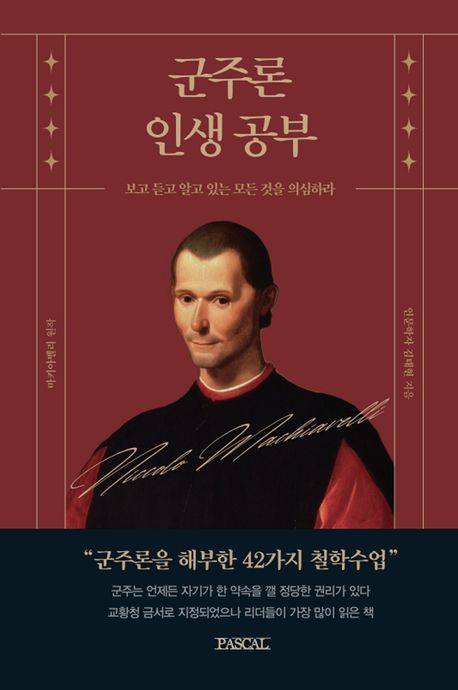 군주론
인생 공부
보고 듣고 알고 있는 모든 것을 의심하라
마키아벨리 원작
인문학자 김태현 지음
Niccolo Machiavelli
“군주론을 해부한 42가지 철학수업”
군주는 언제든 자기가 한 약속을 깰 정당한 권리가 있다
교황청 금서로 지정되었으나 리더들이 가장 많이 읽은 책
PASCAL